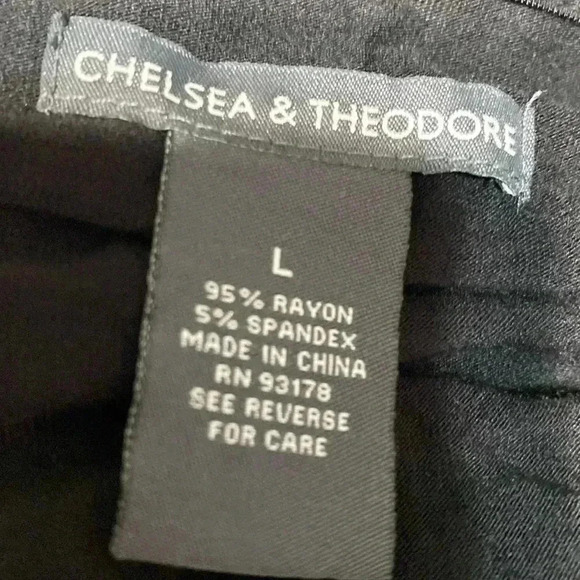 CHELSEA & THEODORE
L
95% RAYON
5% SPANDEX
MADE IN CHINA
RN 93178
SEE REVERSE
FOR CARE